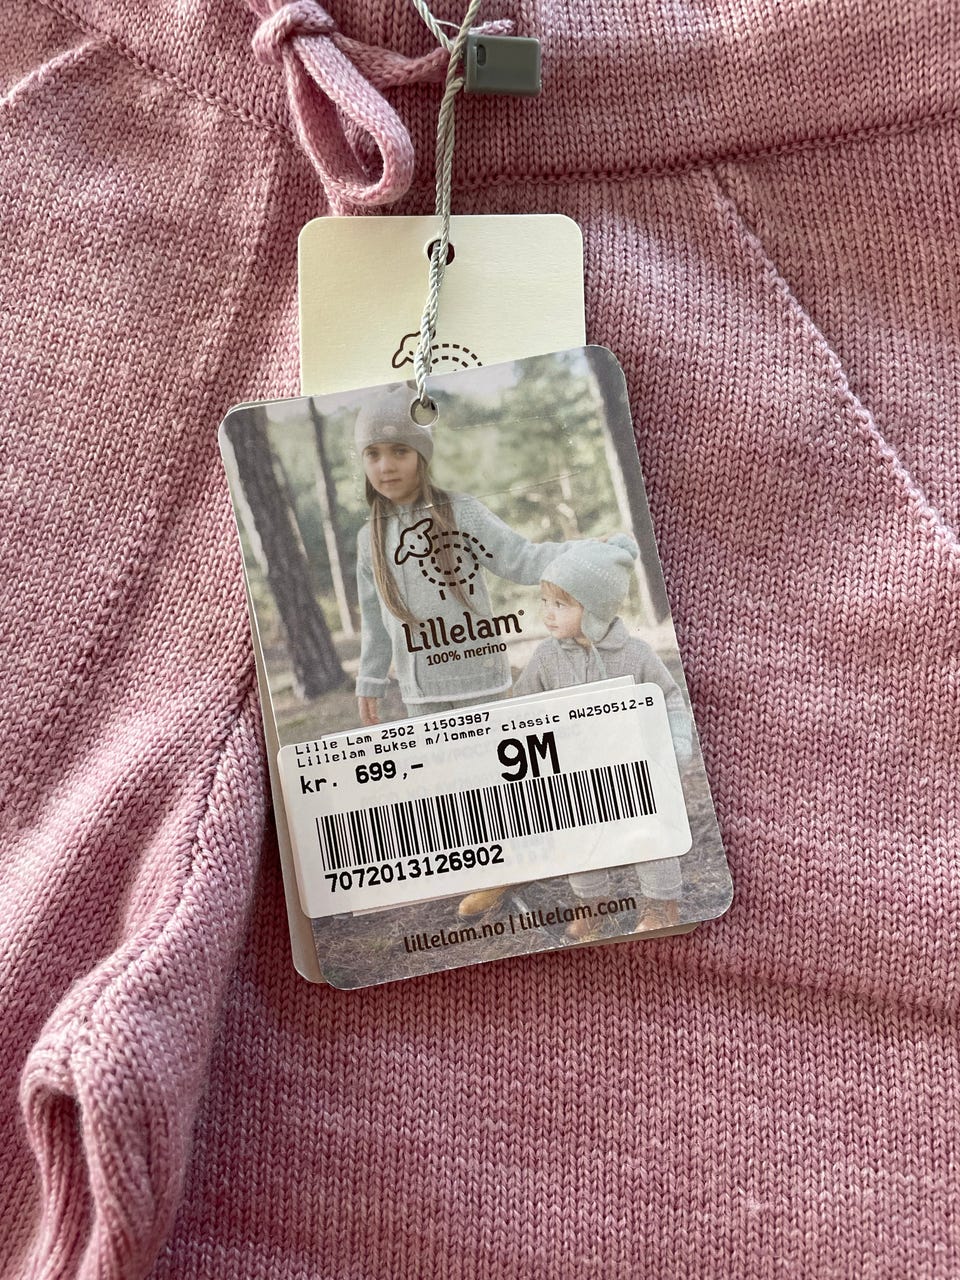 Lillelam®
100% merino
Lille Lam 2502 11503987
Lillelam Bukse m/lommer classic AW250512-B
kr. 699,- 9M
7072013126902
lillelam.no | lillelam.com